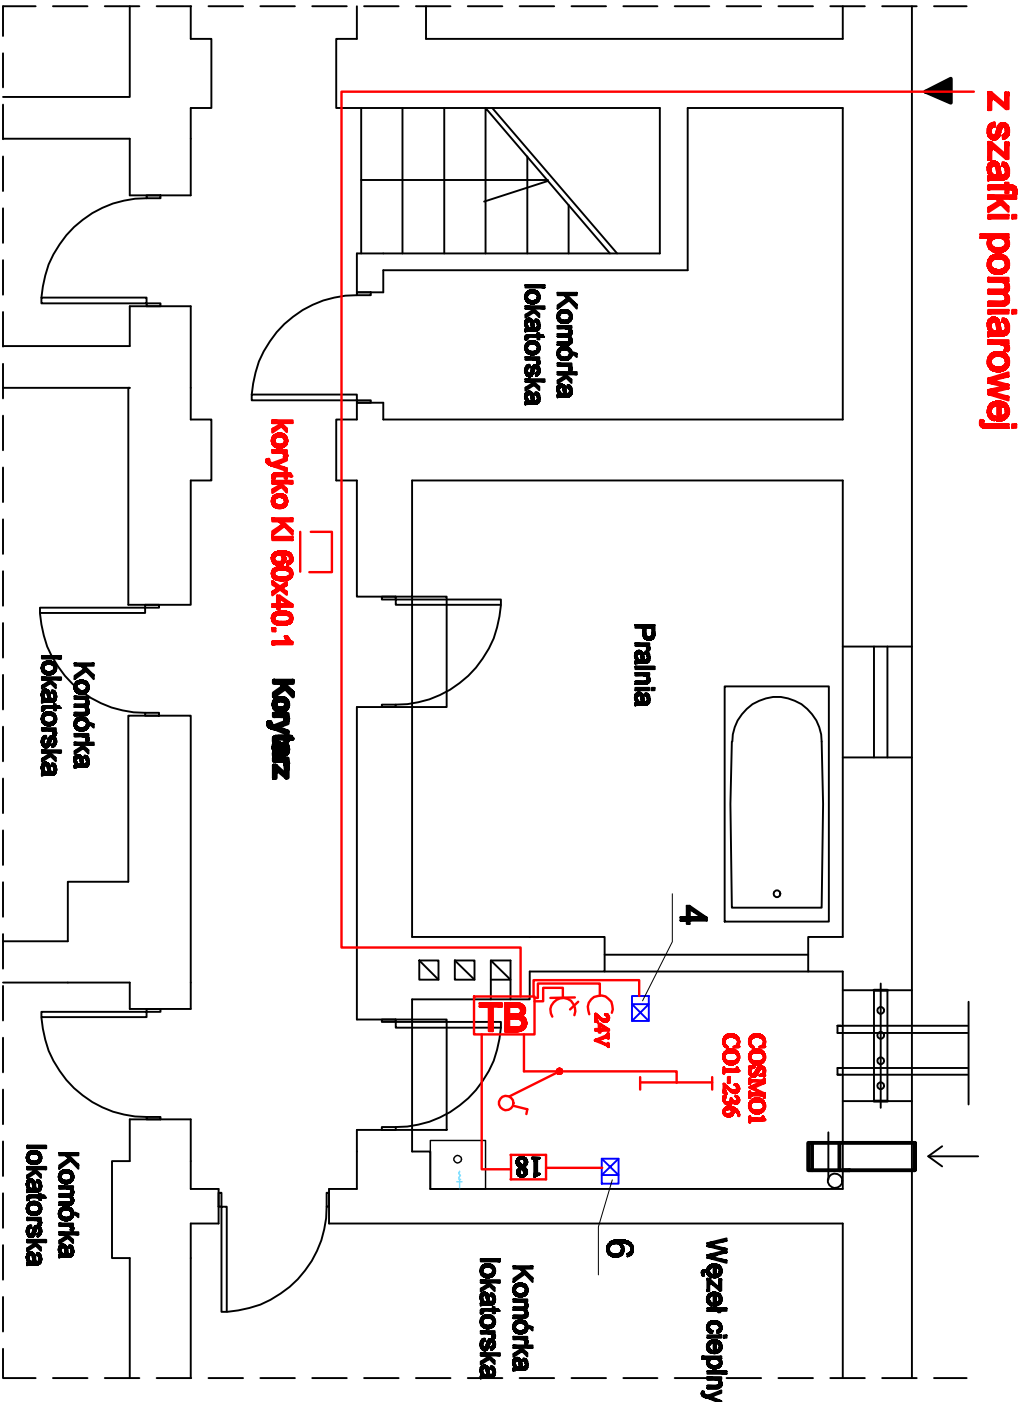 z szafki pomiarowej
Komórka
lokatorska
korytko KI 60x40.1
Korytarz
Pralnia
Komórka
lokatorska
4
TB
24V
COSMO1
CO1-236
6
Węzeł cieplny
Komórka
lokatorska
Komórka
lokatorska